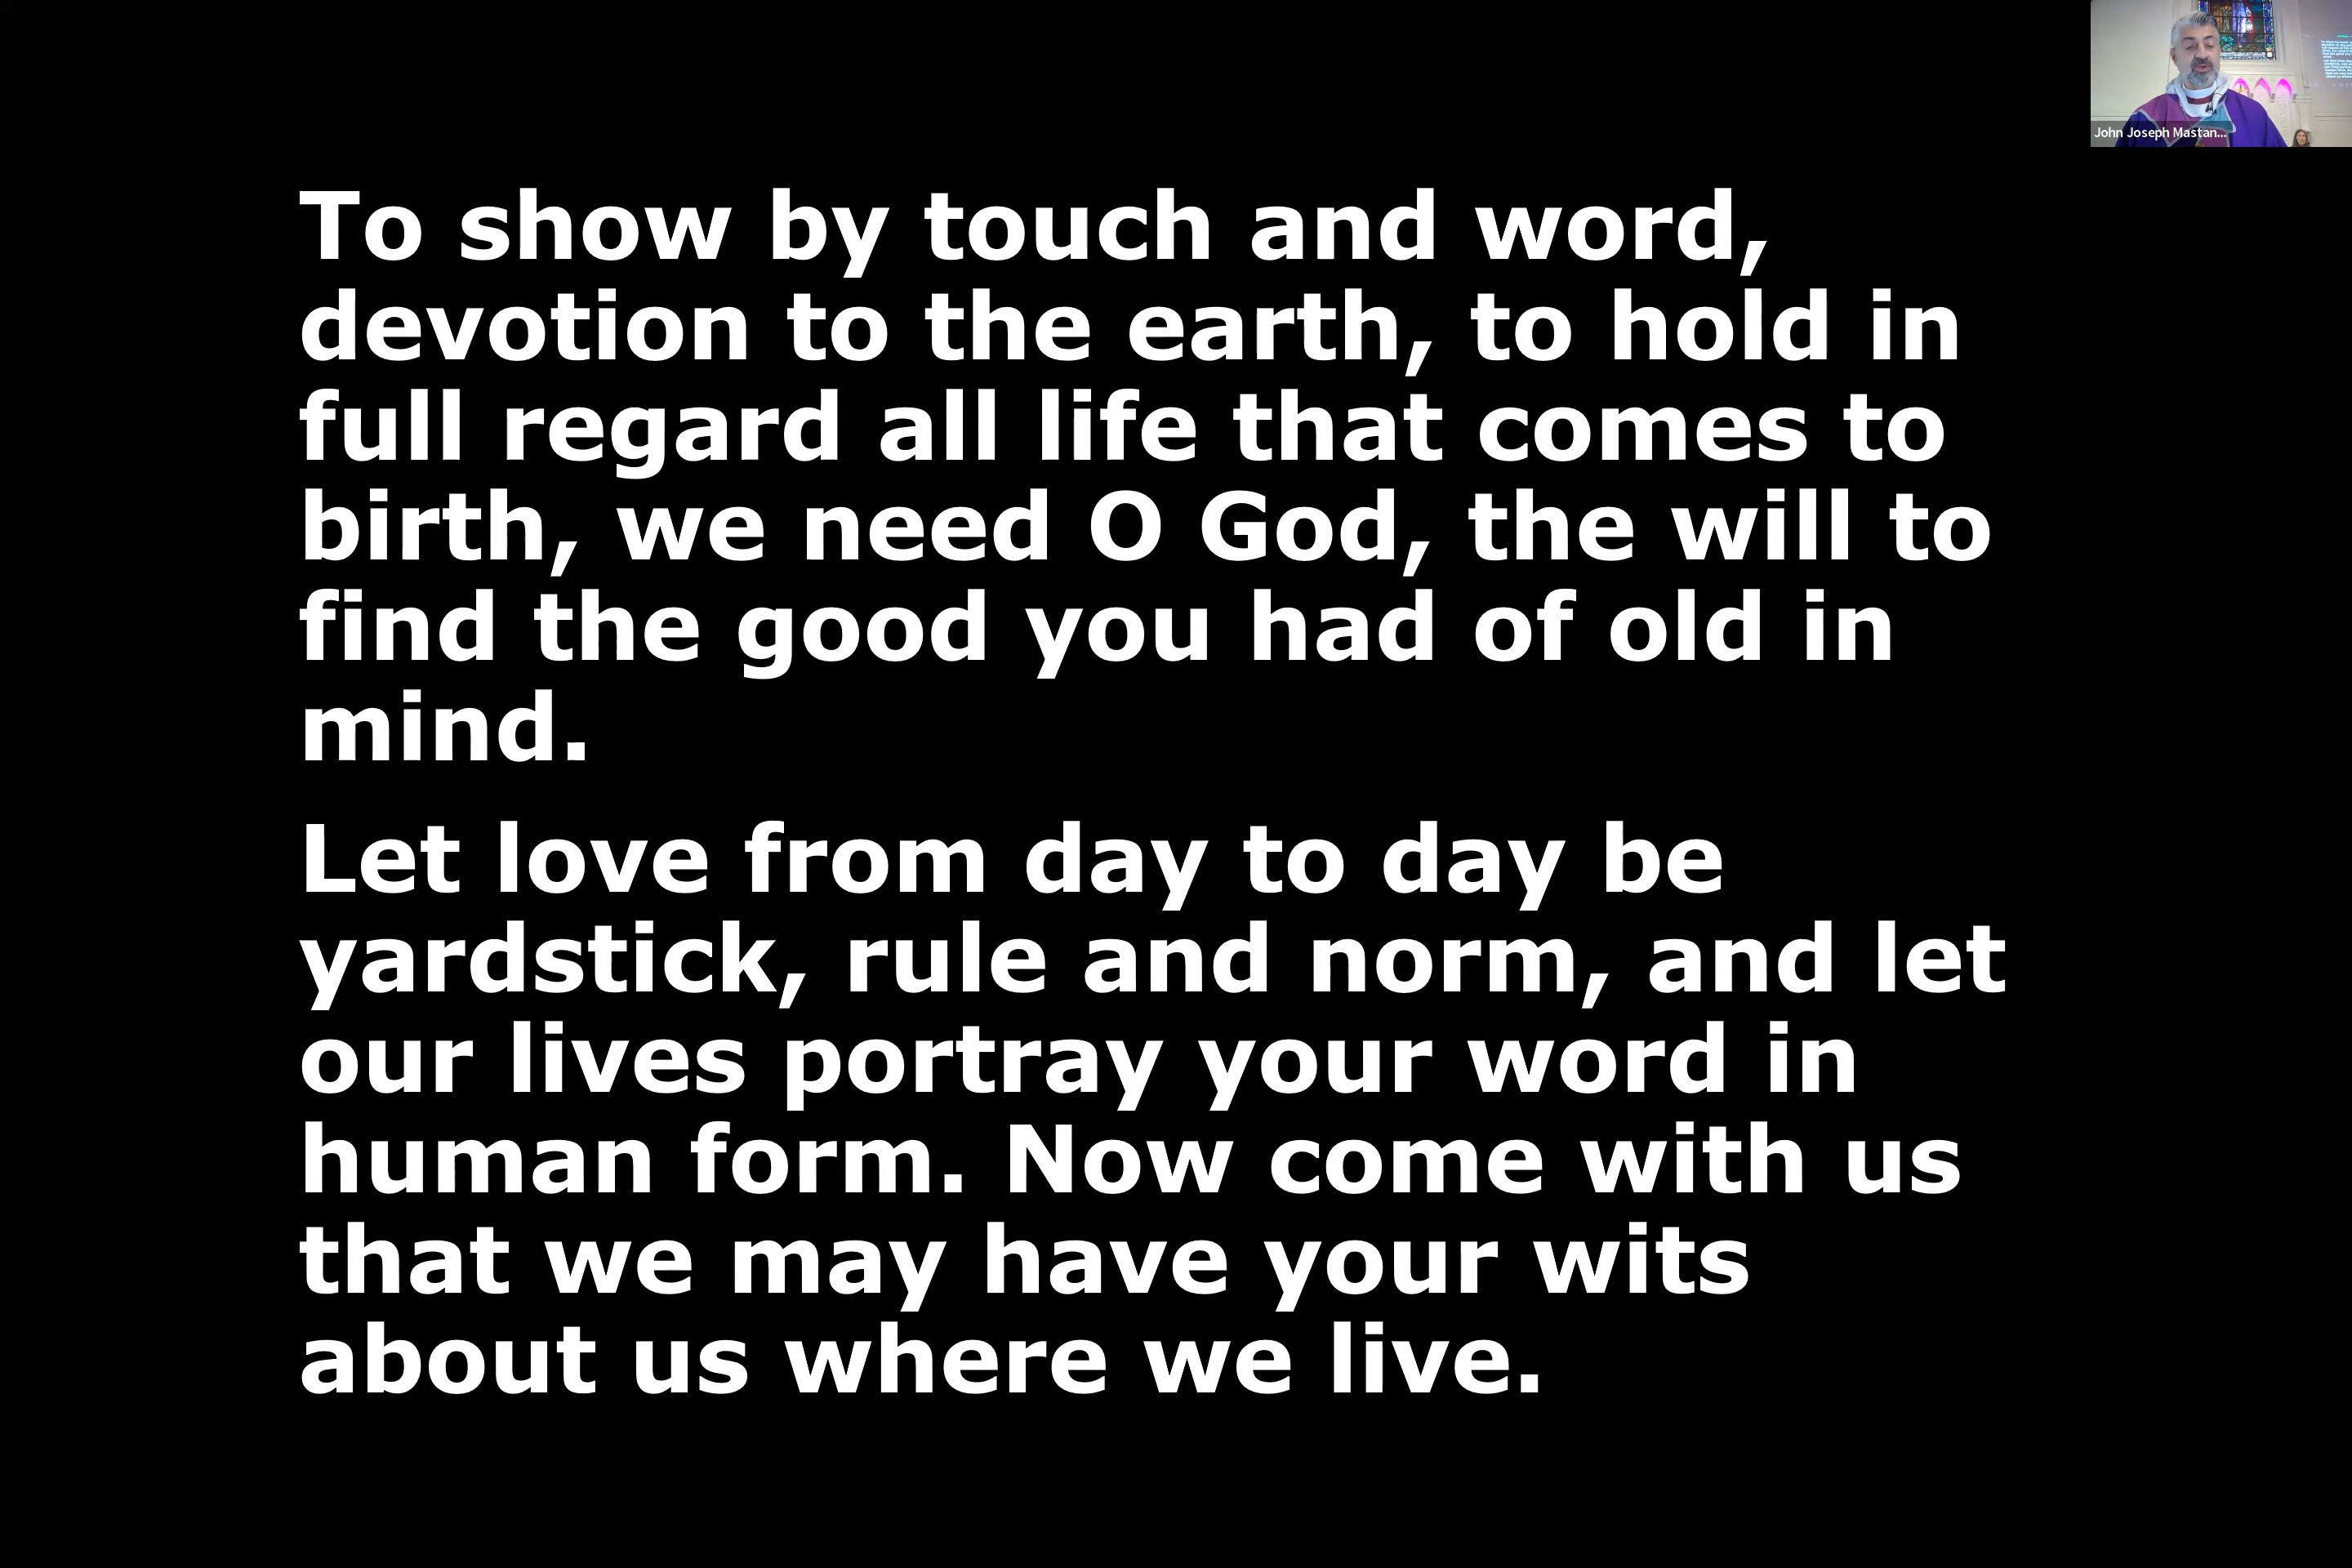 John Joseph Mastan...
To show by touch and word,
devotion to the earth, to hold in
full regard all life that comes to
birth, we need O God, the will to
find the good you had of old in
mind.
Let love from day to day be
yardstick, rule and norm, and let
our lives portray your word in
human form. Now come with us
that we may have your wits
about us where we live.